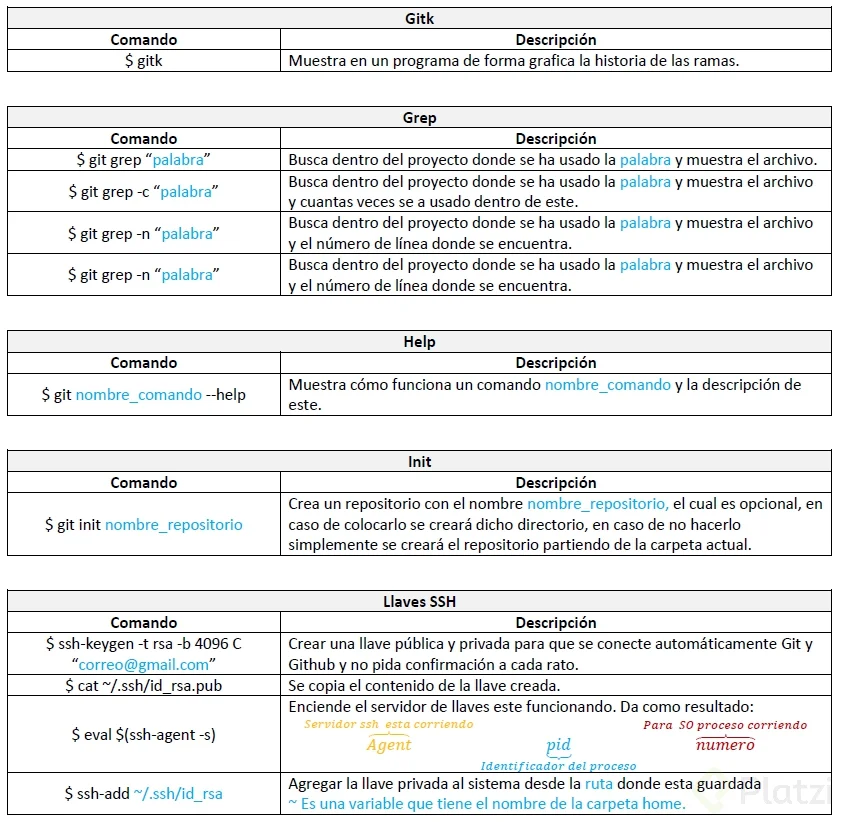 Gitk
Comando Descripción
$ gitk Muestra en un programa de forma grafica la historia de las ramas.
Grep
Comando Descripción
$ git grep “palabra” Busca dentro del proyecto donde se ha usado la palabra y muestra el archivo.
$ git grep -c “palabra” Busca dentro del proyecto donde se ha usado la palabra y muestra el archivo
y cuantas veces se a usado dentro de este.
$ git grep -n “palabra” Busca dentro del proyecto donde se ha usado la palabra y muestra el archivo
y el número de línea donde se encuentra.
$ git grep -n “palabra” Busca dentro del proyecto donde se ha usado la palabra y muestra el archivo
y el número de línea donde se encuentra.
Help
Comando Descripción
$ git nombre_comando --help Muestra cómo funciona un comando nombre_comando y la descripción de
este.
Init
Comando Descripción
$ git init nombre_repositorio Crea un repositorio con el nombre nombre_repositorio, el cual es opcional, en
caso de colocarlo se creará dicho directorio, en caso de no hacerlo
simplemente se creará el repositorio partiendo de la carpeta actual.
Llaves SSH
Comando Descripción
$ ssh-keygen -t rsa -b 4096 C Crear una llave pública y privada para que se conecte automáticamente Git y
“correo@gmail.com” Github y no pida confirmación a cada rato.
$ cat ~/.ssh/id_rsa.pub Se copia el contenido de la llave creada.
$ eval $(ssh-agent -s) Enciende el servidor de llaves este funcionando. Da como resultado:
Servidor ssh esta corriendo Para SO proceso corriendo
Agent pid numero
Identificador del proceso
$ ssh-add ~/.ssh/id_rsa Agregar la llave privada al sistema desde la ruta donde esta guardada
~ Es una variable que tiene el nombre de la carpeta home.
Platzi